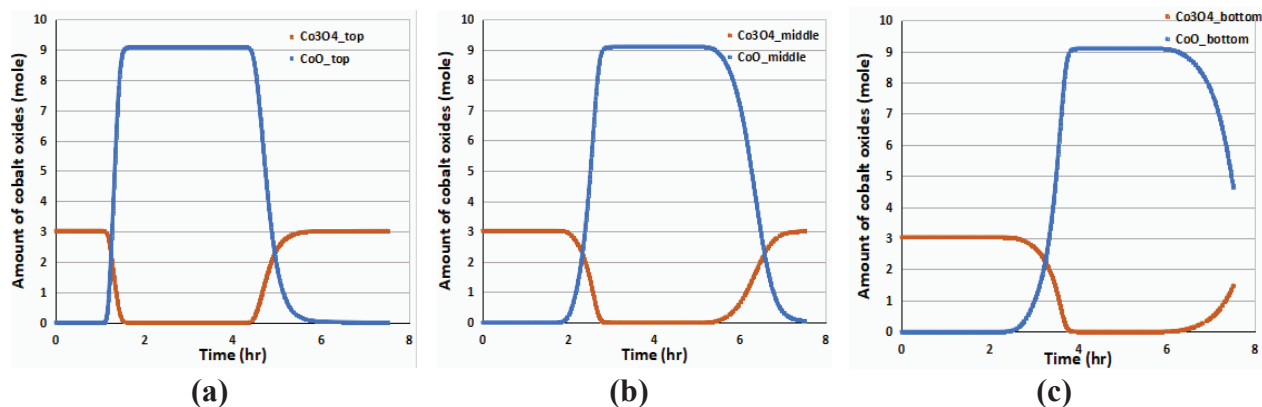 Amount of cobalt oxides (mole)
10
9
8
7
6
5
4
3
2
1
0
Co3O4_top
CoO_top
0 2 4 6 8
Time (hr)
(a)
Amount of cobalt oxides (mole)
10
9
8
7
6
5
4
3
2
1
0
Co3O4_middle
CoO_middle
0 2 4 6 8
Time (hr)
(b)
Amount of cobalt oxides (mole)
10
9
8
7
6
5
4
3
2
1
0
Co3O4_bottom
CoO_bottom
0 2 4 6 8
Time (hr)
(c)